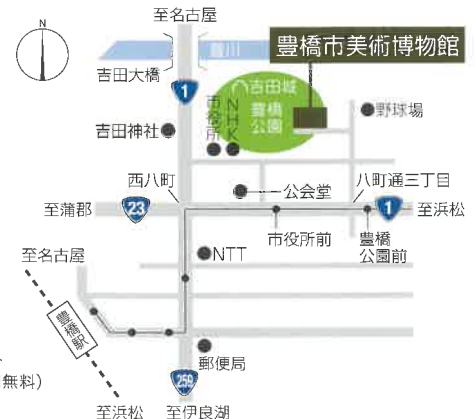 至名古屋
N
豊川
豊橋市美術博物館
吉田大橋
1
吉田城
豊橋
公園
市役所
NHK
野球場
吉田神社
西八町
公会堂
八町通三丁目
至蒲郡
23
1
至浜松
市役所前
豊橋
公園前
至名古屋
NTT
豊橋駅
郵便局
無料)
259
至浜松
至伊良湖